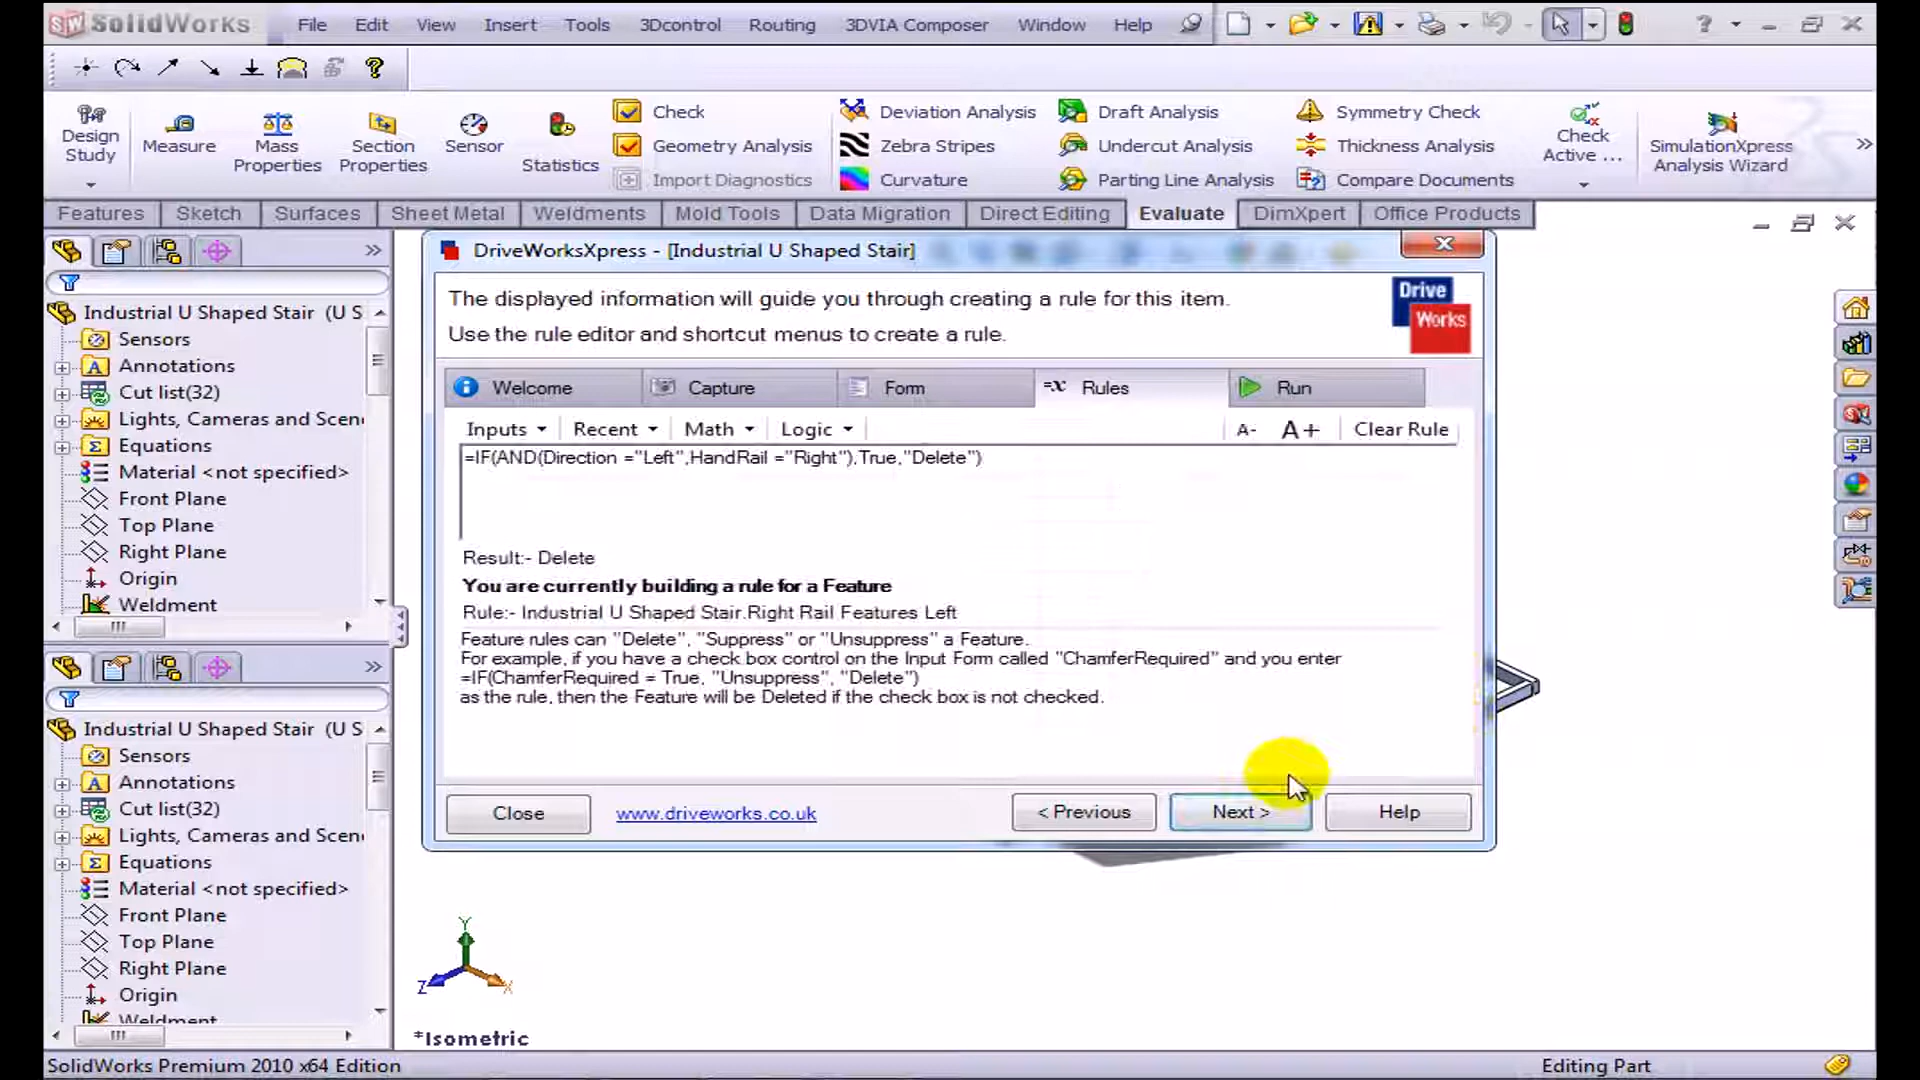 SolidWorks File Edit View Insert Tools 3Dcontrol Routing 3DVIA Composer Window Help
Design Study
Measure
Mass Properties
Section Properties
Sensor
Statistics
Check
Geometry Analysis
Import Diagnostics
Deviation Analysis
Zebra Stripes
Curvature
Draft Analysis
Undercut Analysis
Parting Line Analysis
Symmetry Check
Thickness Analysis
Compare Documents
Check Active ...
SimulationXpress Analysis Wizard
Features Sketch Surfaces Sheet Metal Weldments Mold Tools Data Migration Direct Editing Evaluate DimXpert Office Products
Industrial U Shaped Stair (U S
Sensors
Annotations
Cut list(32)
Lights, Cameras and Scen
Equations
Material <not specified>
Front Plane
Top Plane
Right Plane
Origin
Weldment
Industrial U Shaped Stair (U S
Sensors
Annotations
Cut list(32)
Lights, Cameras and Scen
Equations
Material <not specified>
Front Plane
Top Plane
Right Plane
Origin
Weldment
DriveWorksXpress - [Industrial U Shaped Stair]
The displayed information will guide you through creating a rule for this item.
Use the rule editor and shortcut menus to create a rule.
Drive
Works
Welcome Capture Form =x Rules Run
Inputs Recent Math Logic A- A+ Clear Rule
=IF(AND(Direction ="Left",HandRail ="Right"),True,"Delete")
Result:- Delete
You are currently building a rule for a Feature
Rule:- Industrial U Shaped Stair.Right Rail Features Left
Feature rules can "Delete", "Suppress" or "Unsuppress" a Feature.
For example, if you have a check box control on the Input Form called "ChamferRequired" and you enter
=IF(ChamferRequired = True, "Unsuppress", "Delete")
as the rule, then the Feature will be Deleted if the check box is not checked.
Close www.driveworks.co.uk < Previous Next > Help
Y
Z X
*Isometric
SolidWorks Premium 2010 x64 Edition Editing Part